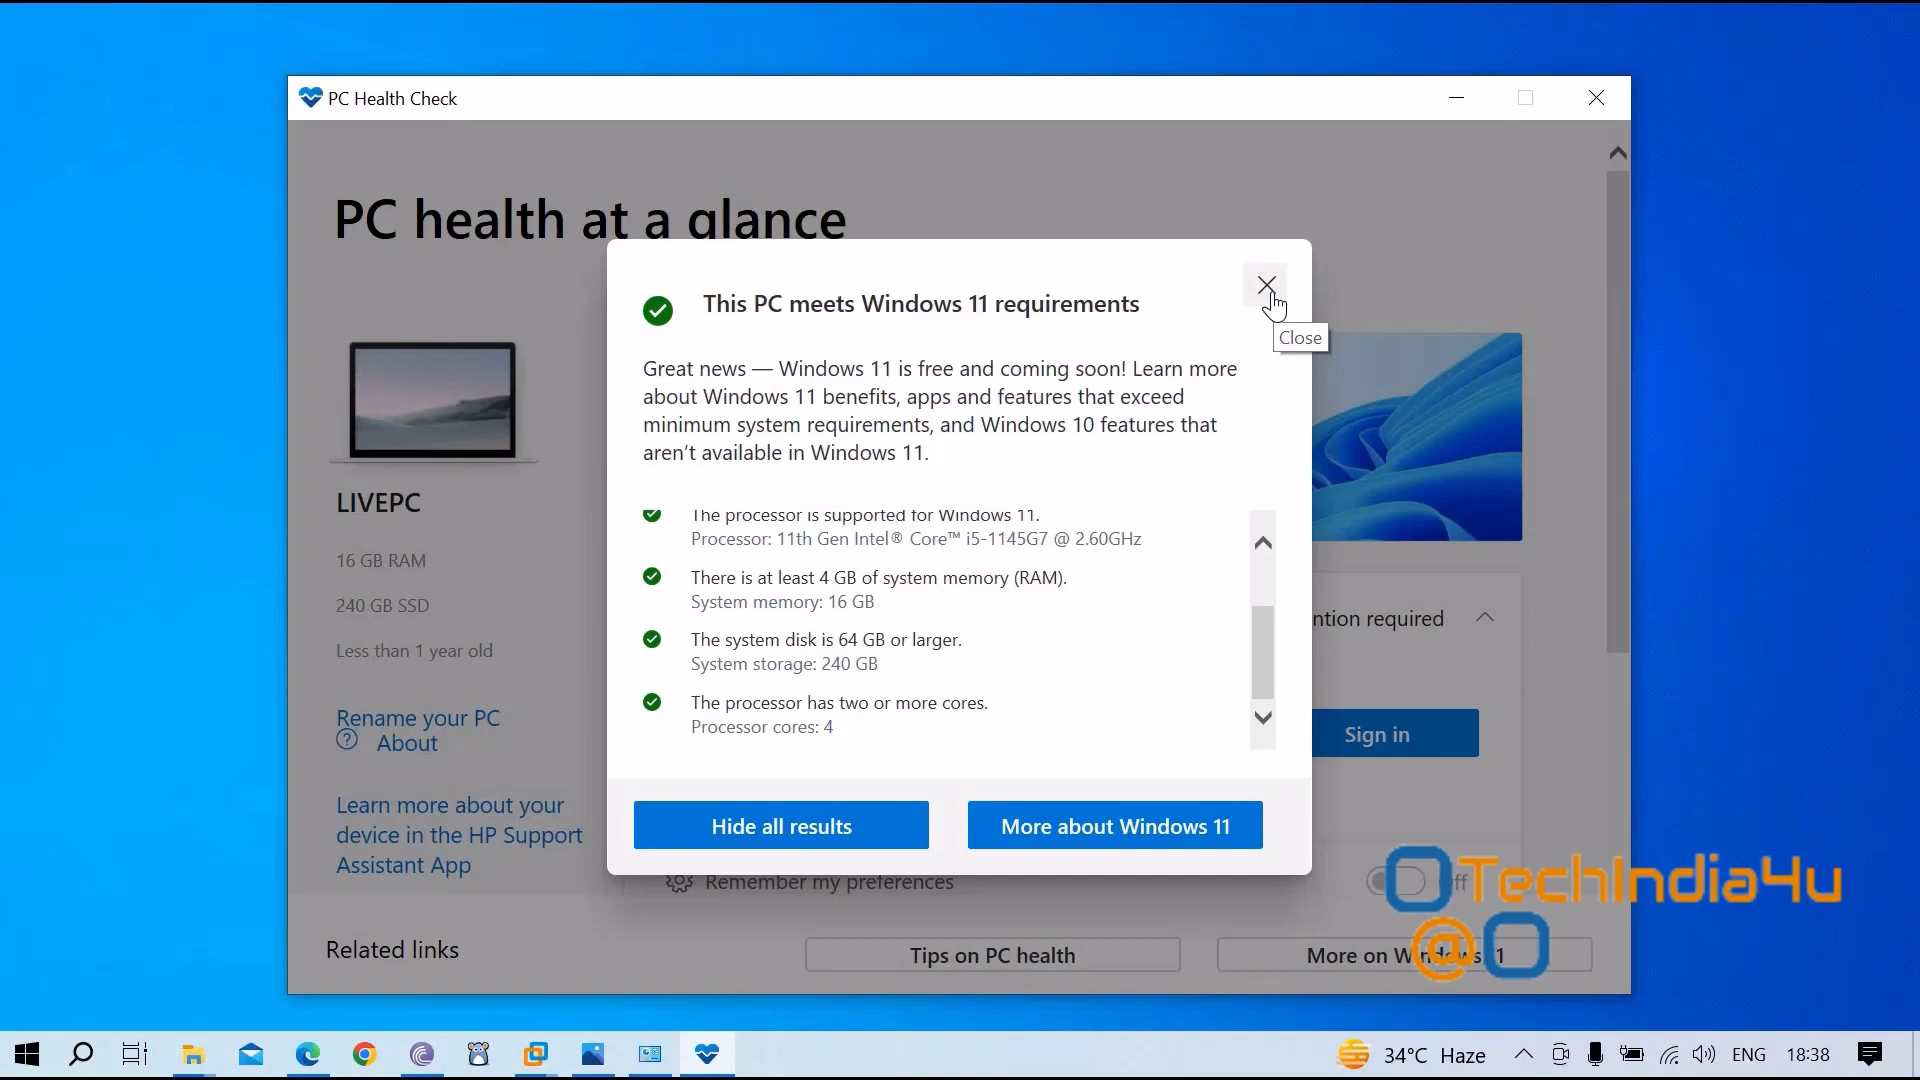 PC Health Check
PC health at a glance
This PC meets Windows 11 requirements
Close
Great news — Windows 11 is free and coming soon! Learn more
about Windows 11 benefits, apps and features that exceed
minimum system requirements, and Windows 10 features that
aren't available in Windows 11.
The processor is supported for Windows 11.
Processor: 11th Gen Intel® Core™ i5-1145G7 @ 2.60GHz
There is at least 4 GB of system memory (RAM).
System memory: 16 GB
The system disk is 64 GB or larger.
System storage: 240 GB
The processor has two or more cores.
Processor cores: 4
Hide all results
More about Windows 11
LIVEPC
16 GB RAM
240 GB SSD
Less than 1 year old
Rename your PC
About
Learn more about your
device in the HP Support
Assistant App
ntion required
Sign in
Remember my preferences
TechIndia4u
@
Related links
Tips on PC health
More on Windows 11
34°C Haze
ENG
18:38